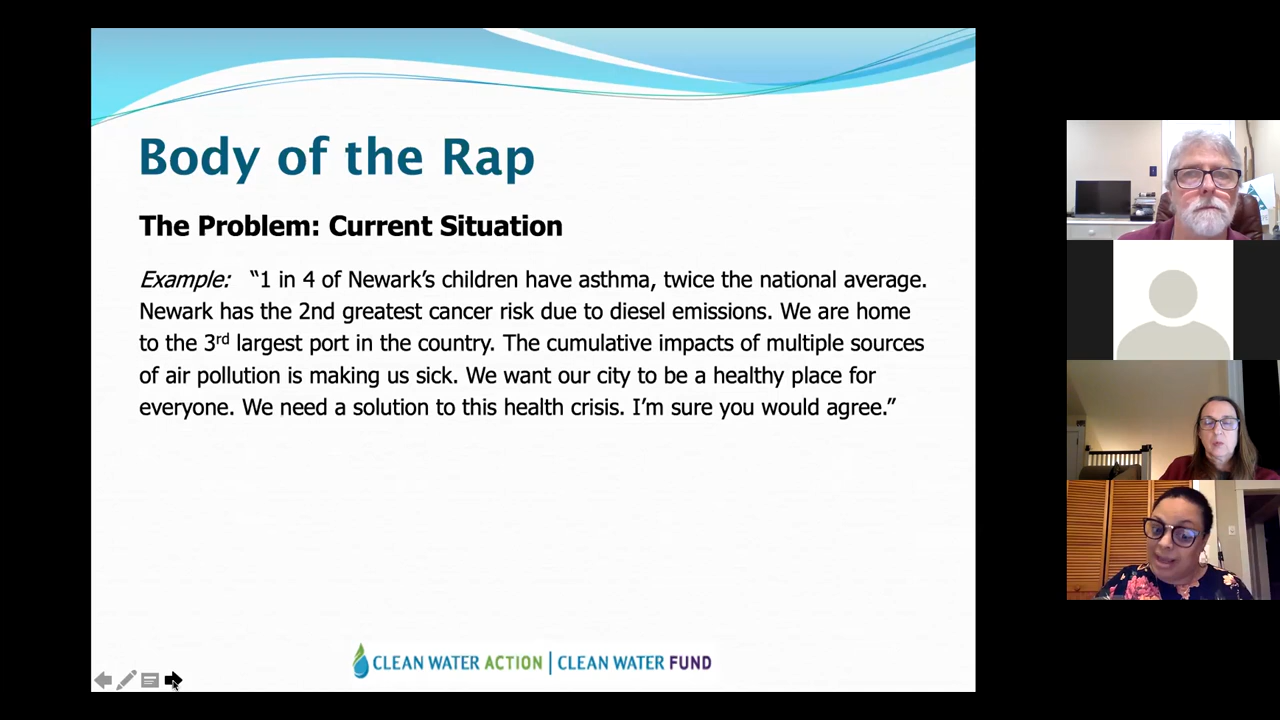 Body of the Rap
The Problem: Current Situation
Example: “1 in 4 of Newark’s children have asthma, twice the national average.
Newark has the 2nd greatest cancer risk due to diesel emissions. We are home
to the 3rd largest port in the country. The cumulative impacts of multiple sources
of air pollution is making us sick. We want our city to be a healthy place for
everyone. We need a solution to this health crisis. I’m sure you would agree.”
CLEAN WATER ACTION | CLEAN WATER FUND